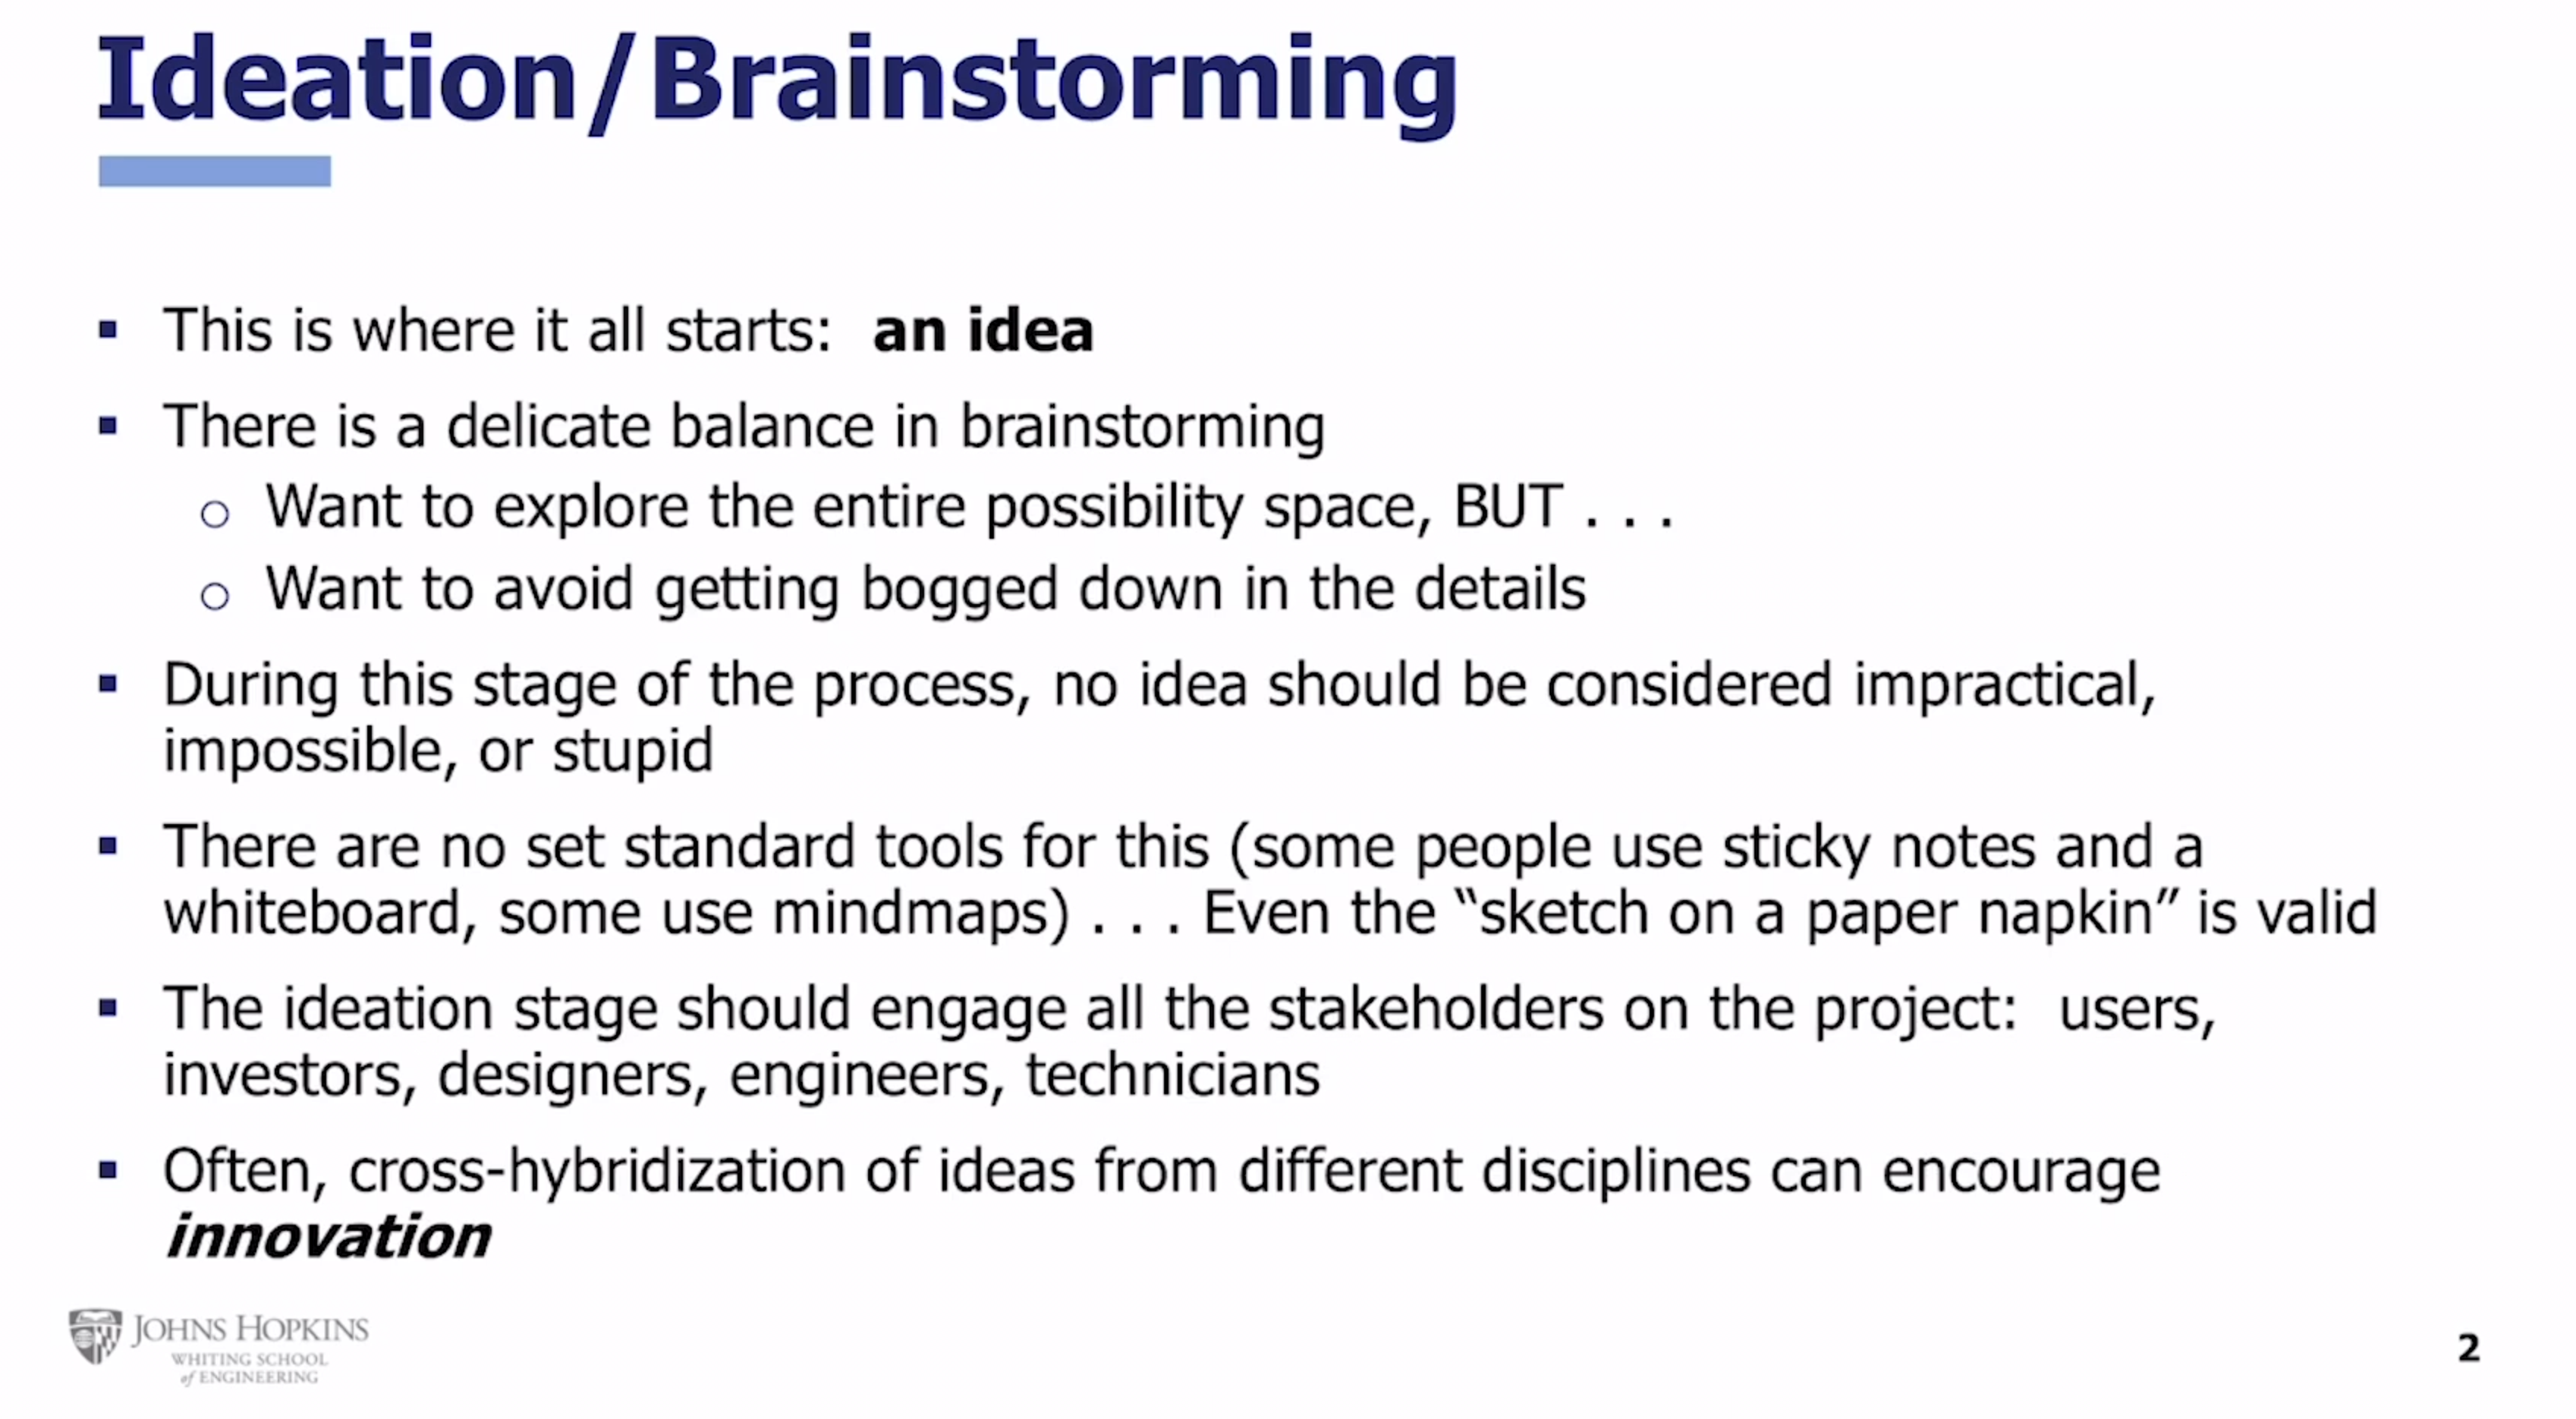 Ideation/Brainstorming
▪ This is where it all starts:  an idea
▪ There is a delicate balance in brainstorming
○ Want to explore the entire possibility space, BUT . . .
○ Want to avoid getting bogged down in the details
▪ During this stage of the process, no idea should be considered impractical,
impossible, or stupid
▪ There are no set standard tools for this (some people use sticky notes and a
whiteboard, some use mindmaps) . . . Even the “sketch on a paper napkin” is valid
▪ The ideation stage should engage all the stakeholders on the project:  users,
investors, designers, engineers, technicians
▪ Often, cross-hybridization of ideas from different disciplines can encourage
innovation
JOHNS HOPKINS
WHITING SCHOOL
of ENGINEERING
2